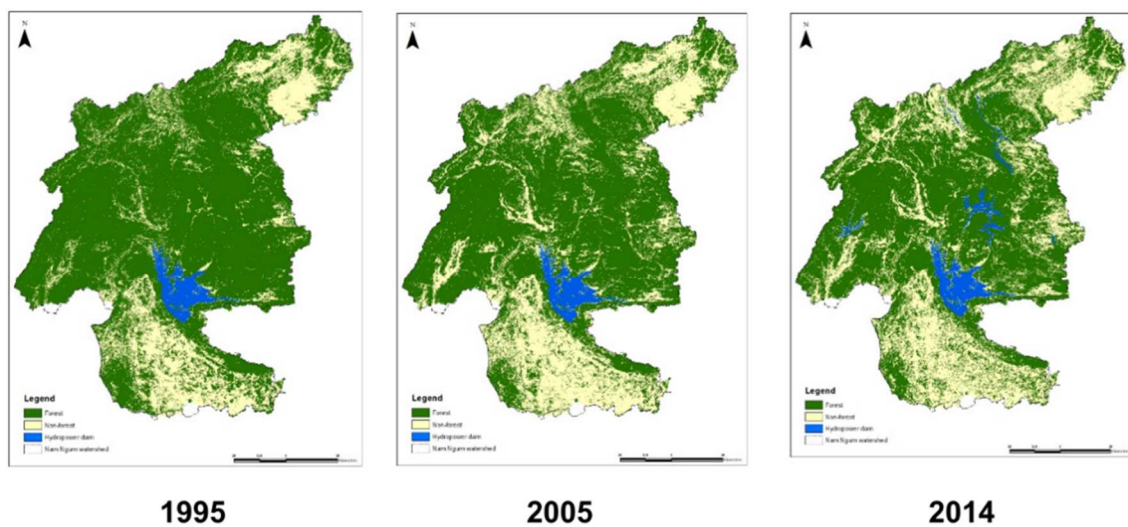 N
N
N
Legend
Forest
Non-forest
Hydropower dam
Nam Ngum watershed
Legend
Forest
Non-forest
Hydropower dam
Nam Ngum watershed
Legend
Forest
Non-forest
Hydropower dam
Nam Ngum watershed
1995
2005
2014